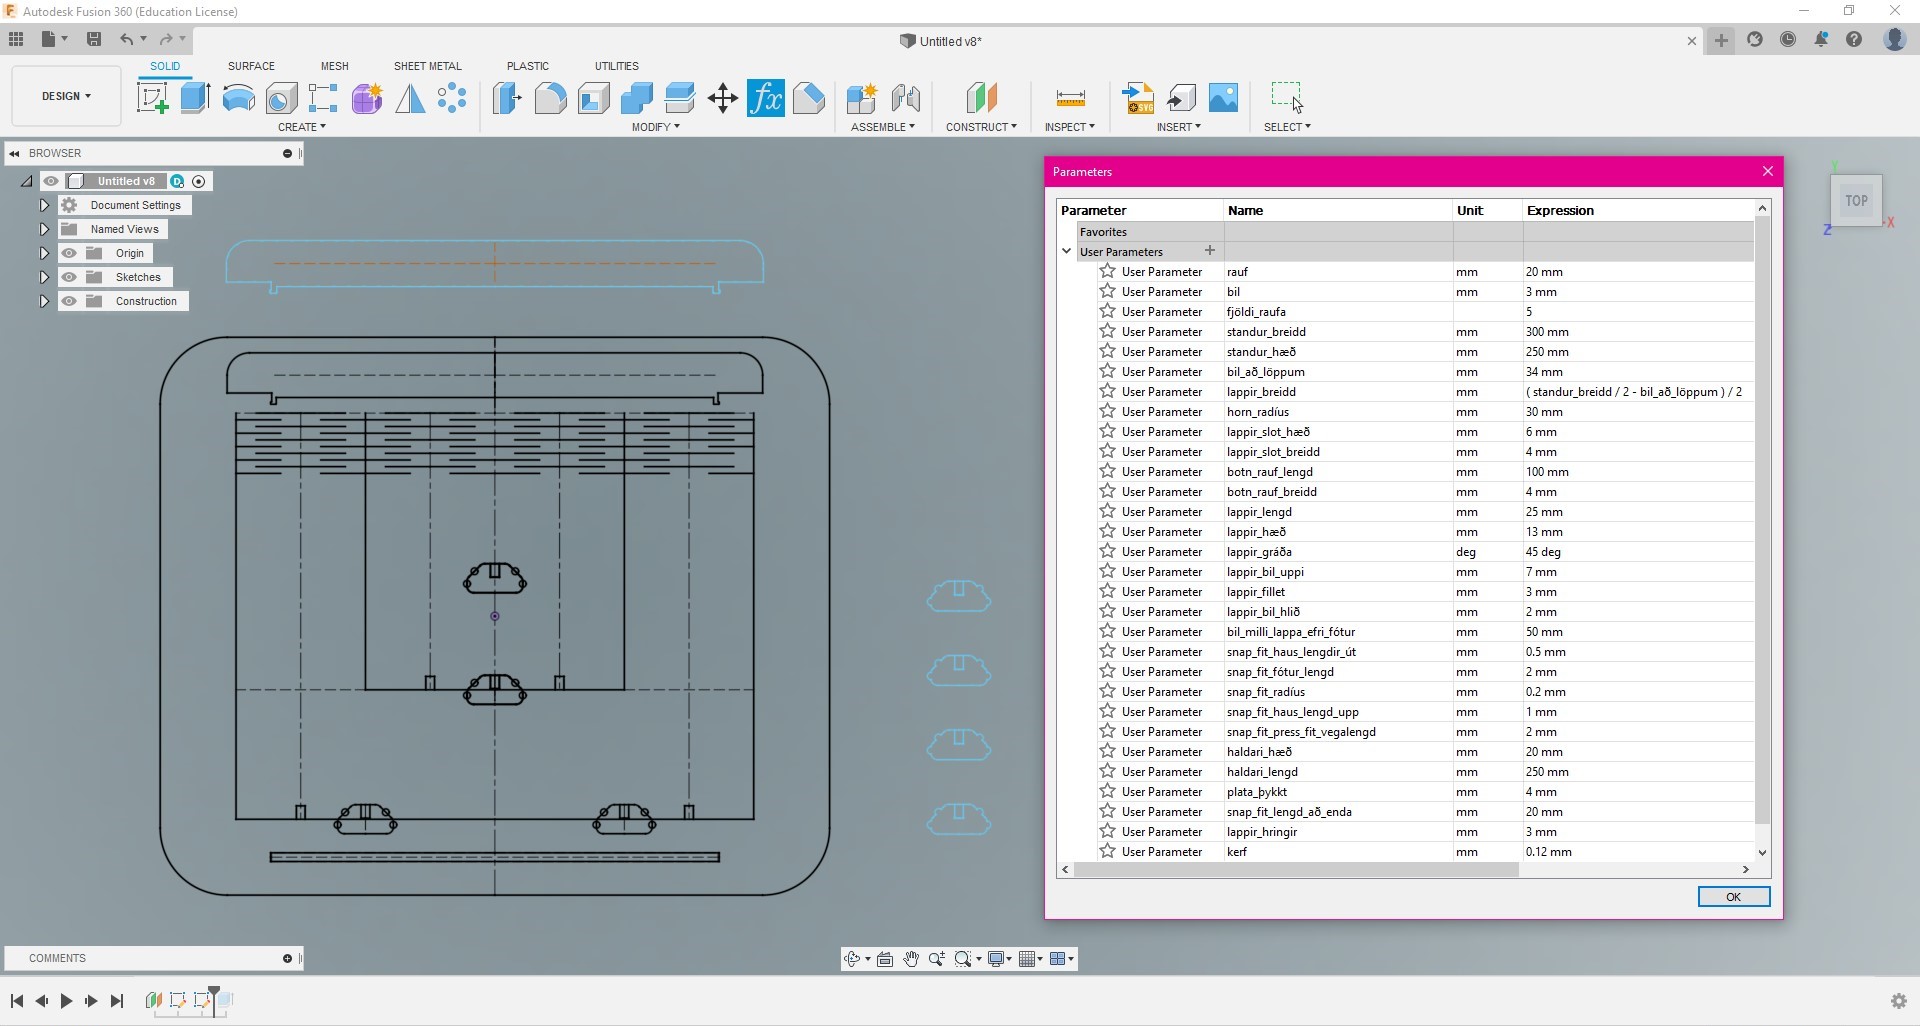 Autodesk Fusion 360 (Education License)
Untitled v8*
SOLID SURFACE MESH SHEET METAL PLASTIC UTILITIES
DESIGN
CREATE MODIFY ASSEMBLE CONSTRUCT INSPECT INSERT SELECT
BROWSER
Untitled v8
Document Settings
Named Views
Origin
Sketches
Construction
Parameters
Parameter Name Unit Expression
Favorites
User Parameters
User Parameter rauf mm 20 mm
User Parameter bil mm 3 mm
User Parameter fjöldi_raufa 5
User Parameter standur_breidd mm 300 mm
User Parameter standur_hæð mm 250 mm
User Parameter bil_að_löppum mm 34 mm
User Parameter lappir_breidd mm ( standur_breidd / 2 - bil_að_löppum ) / 2
User Parameter horn_radíus mm 30 mm
User Parameter lappir_slot_hæð mm 6 mm
User Parameter lappir_slot_breidd mm 4 mm
User Parameter botn_rauf_lengd mm 100 mm
User Parameter botn_rauf_breidd mm 4 mm
User Parameter lappir_lengd mm 25 mm
User Parameter lappir_hæð mm 13 mm
User Parameter lappir_gráða deg 45 deg
User Parameter lappir_bil_uppi mm 7 mm
User Parameter lappir_fillet mm 3 mm
User Parameter lappir_bil_hlið mm 2 mm
User Parameter bil_milli_lappa_efri_fótur mm 50 mm
User Parameter snap_fit_haus_lengdir_út mm 0.5 mm
User Parameter snap_fit_fótur_lengd mm 2 mm
User Parameter snap_fit_radíus mm 0.2 mm
User Parameter snap_fit_haus_lengd_upp mm 1 mm
User Parameter snap_fit_press_fit_vegalengd mm 2 mm
User Parameter haldari_hæð mm 20 mm
User Parameter haldari_lengd mm 250 mm
User Parameter plata_þykkt mm 4 mm
User Parameter snap_fit_lengd_að_enda mm 20 mm
User Parameter lappir_hringir mm 3 mm
User Parameter kerf mm 0.12 mm
OK
TOP
Y
X
Z
COMMENTS